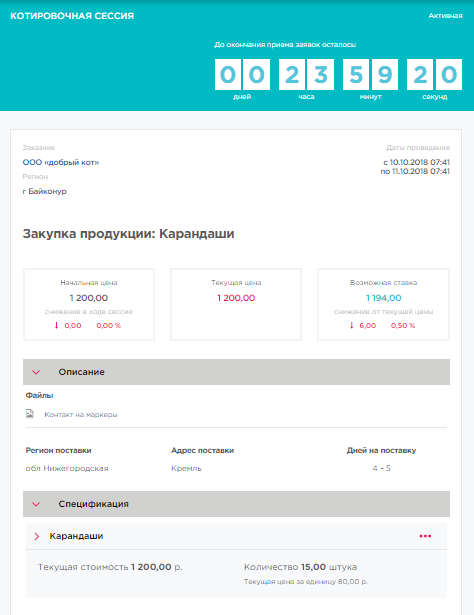 КОТИРОВОЧНАЯ СЕССИЯ
Активная
До окончания приема заявок осталось:
00 23 59 20
дней часа минут секунд
Заказчик
Даты проведения
ООО «добрый кот»
с 10.10.2018 07:41
Регион
по 11.10.2018 07:41
г Байконур
Закупка продукции: Карандаши
Начальная цена
1 200,00
снижение в ходе сессии
0,00 0,00 %
Текущая цена
1 200,00
Возможная ставка
1 194,00
снижение от текущей цены
6,00 0,50 %
Описание
Файлы
Контакт на маркеры
Регион поставки
Адрес поставки
Дней на поставку
обл Нижегородская
Кремль
4 - 5
Спецификация
Карандаши
Текущая стоимость 1 200,00 р.
Количество 15,00 штука
Текущая цена за единицу 80,00 р.